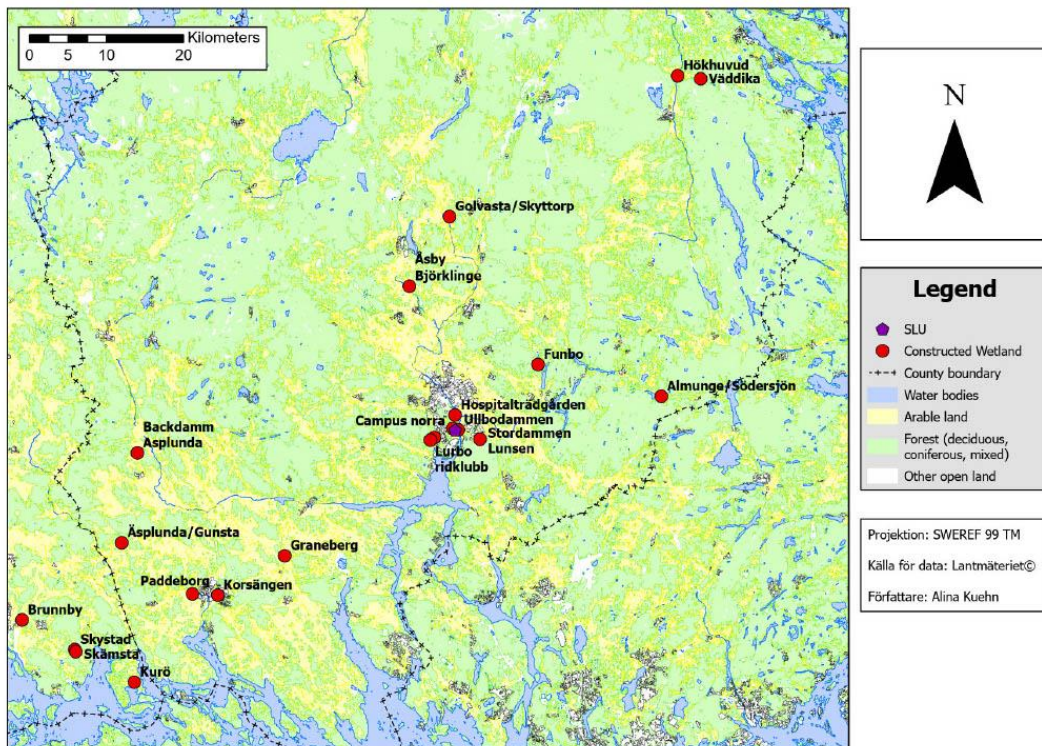 Kilometers
0 5 10 20
Hökhuvud
Väddika
Golvasta/Skyttorp
Åsby
Björklinge
Funbo
Almunge/Södersjön
Hospitalträdgården
Campus norra
Ullbodammen
Stordammen
Lunsen
Lurbo
ridklubb
Backdamm
Asplunda
Äsplunda/Gunsta
Graneberg
Paddeborg
Korsängen
Brunnby
Skystad
Skämsta
Kurö
N
Legend
SLU
Constructed Wetland
County boundary
Water bodies
Arable land
Forest (deciduous,
coniferous, mixed)
Other open land
Projektion: SWEREF 99 TM
Källa för data: Lantmäteriet©
Författare: Alina Kuehn